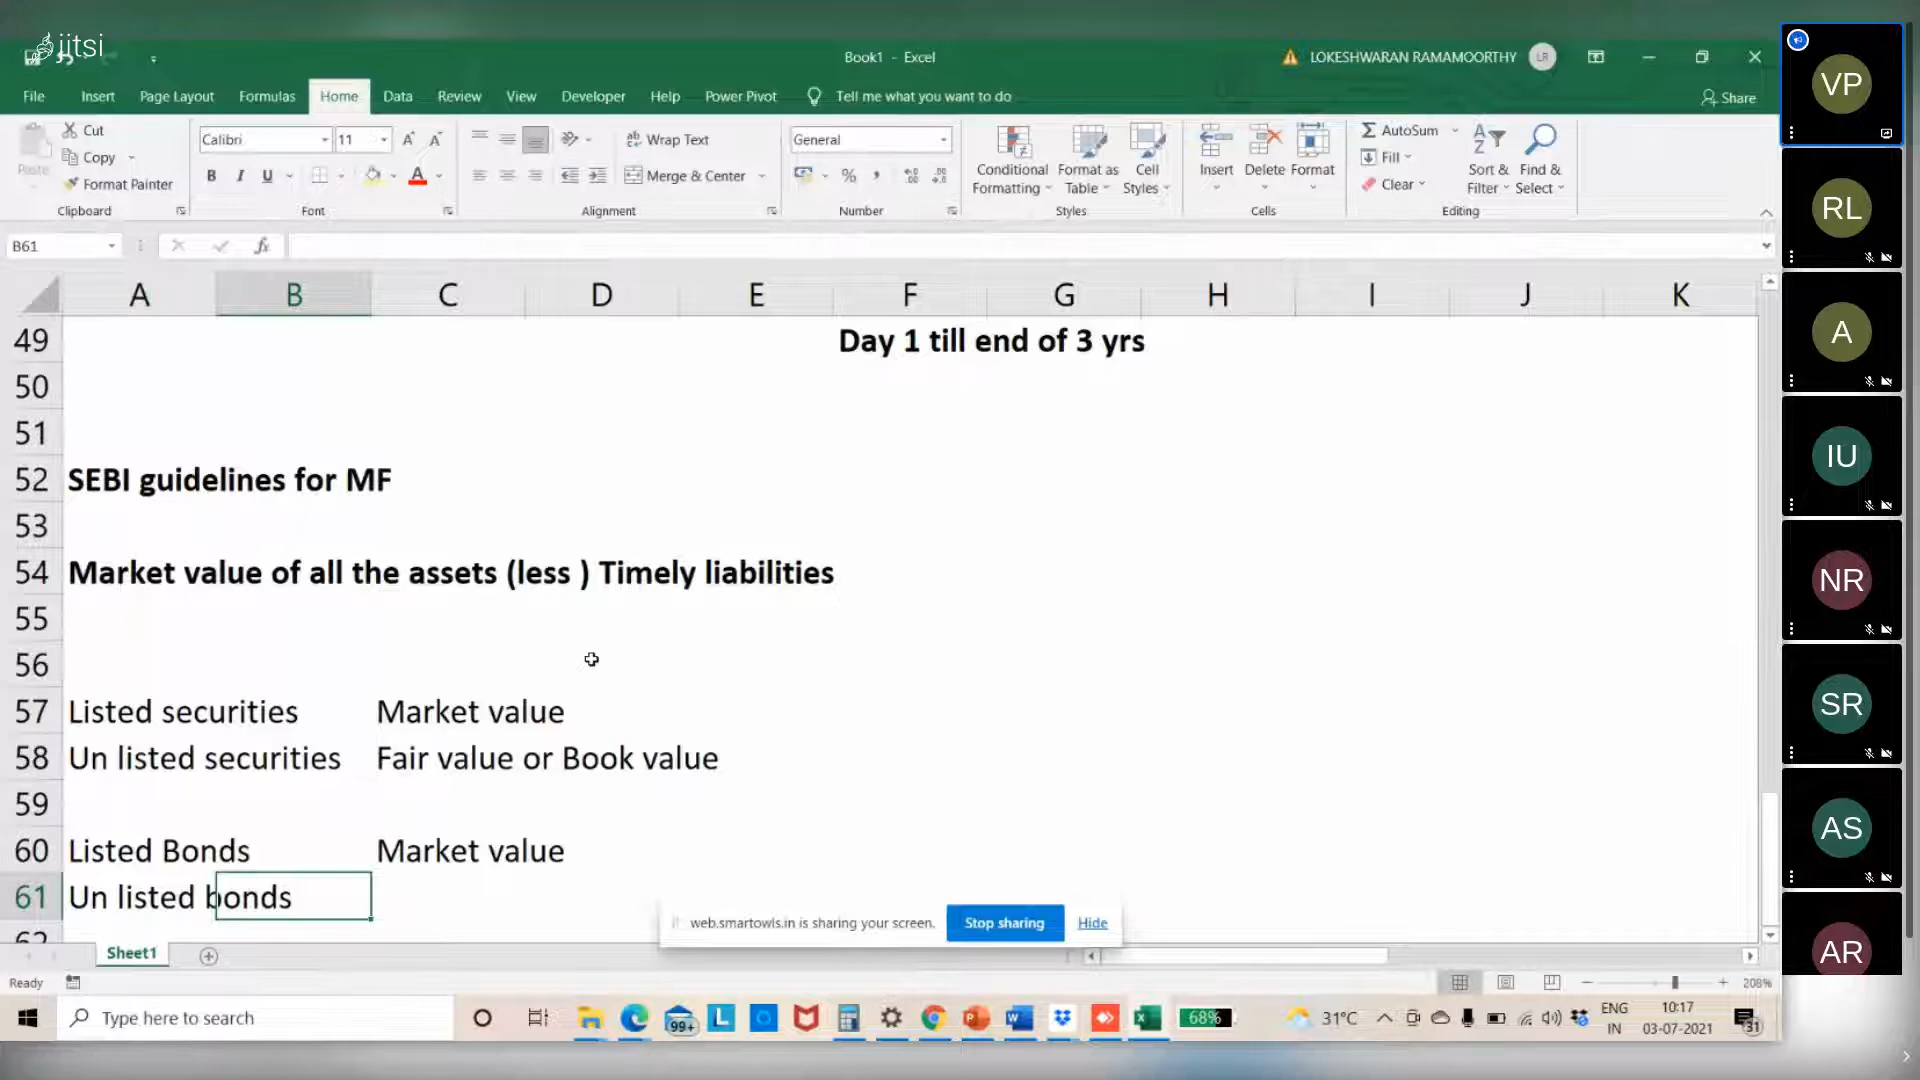 jitsi
Book1 - Excel
LOKESHWARAN RAMAMOORTHY
LR
File Insert Page Layout Formulas Home Data Review View Developer Help Power Pivot Tell me what you want to do
Share
Paste
Cut
Copy
Format Painter
Clipboard
Calibri 11
B I U
Font
Wrap Text
Merge & Center
Alignment
General
Number
Conditional Formatting
Format as Table
Cell Styles
Styles
Insert Delete Format
Cells
AutoSum
Fill
Clear
Sort & Filter
Find & Select
Editing
B61
fx
A B C D E F G H I J K
49 Day 1 till end of 3 yrs
50
51
52 SEBI guidelines for MF
53
54 Market value of all the assets (less ) Timely liabilities
55
56
57 Listed securities Market value
58 Un listed securities Fair value or Book value
59
60 Listed Bonds Market value
61 Un listed bonds
62
web.smartowls.in is sharing your screen. Stop sharing Hide
Sheet1
Ready
208%
Type here to search
99+
68%
31°C
ENG
IN
10:17
03-07-2021
31
VP
RL
A
IU
NR
SR
AS
AR